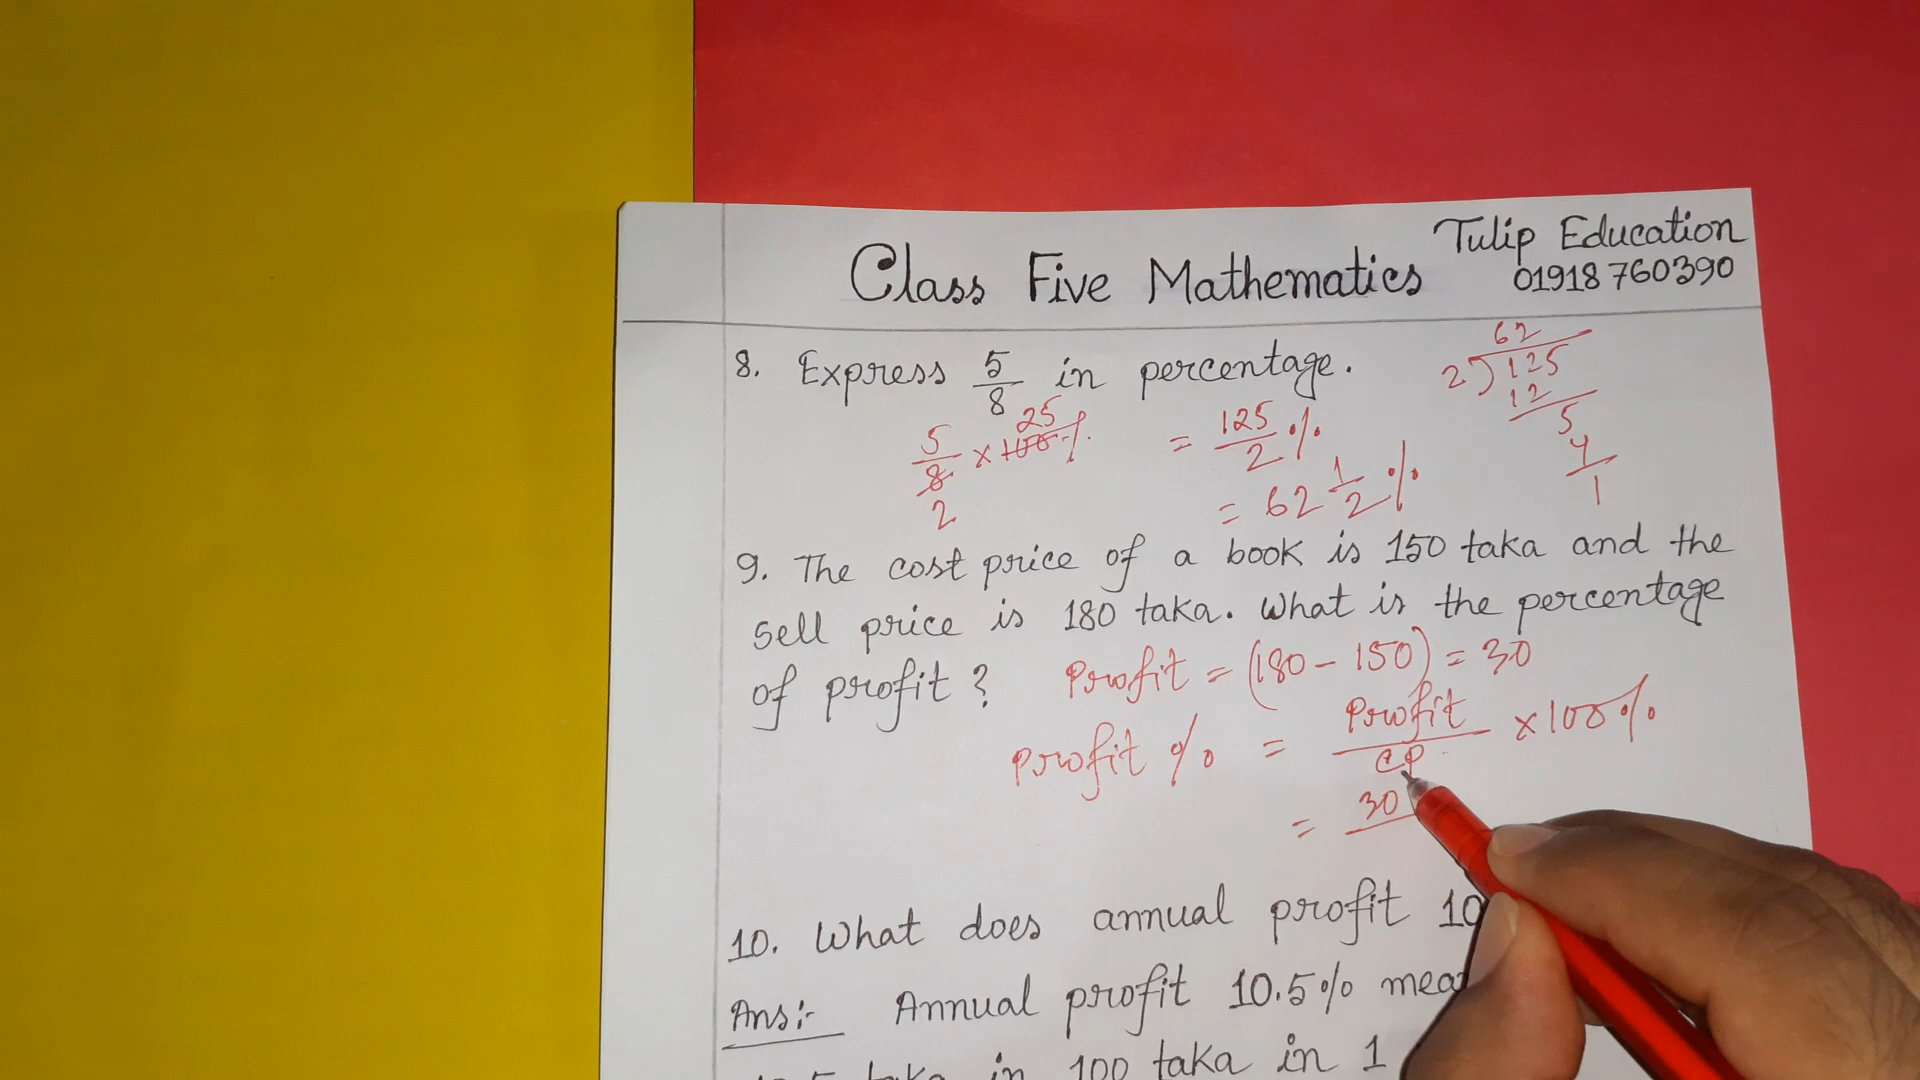 Class Five Mathematics
Tulip Education
01918 760390
8. Express 5/8 in percentage.
5/8 × 100% 25 2
= 125/2 %
= 62 1/2 %
62
2) 125
12
5
4
1
9. The cost price of a book is 150 taka and the
sell price is 180 taka. What is the percentage
of profit? Profit = (180 - 150) = 30
Profit % = Profit/CP × 100%
= 30
10. What does annual profit 10
Ans:- Annual profit 10.5% mea
taka in 100 taka in 1